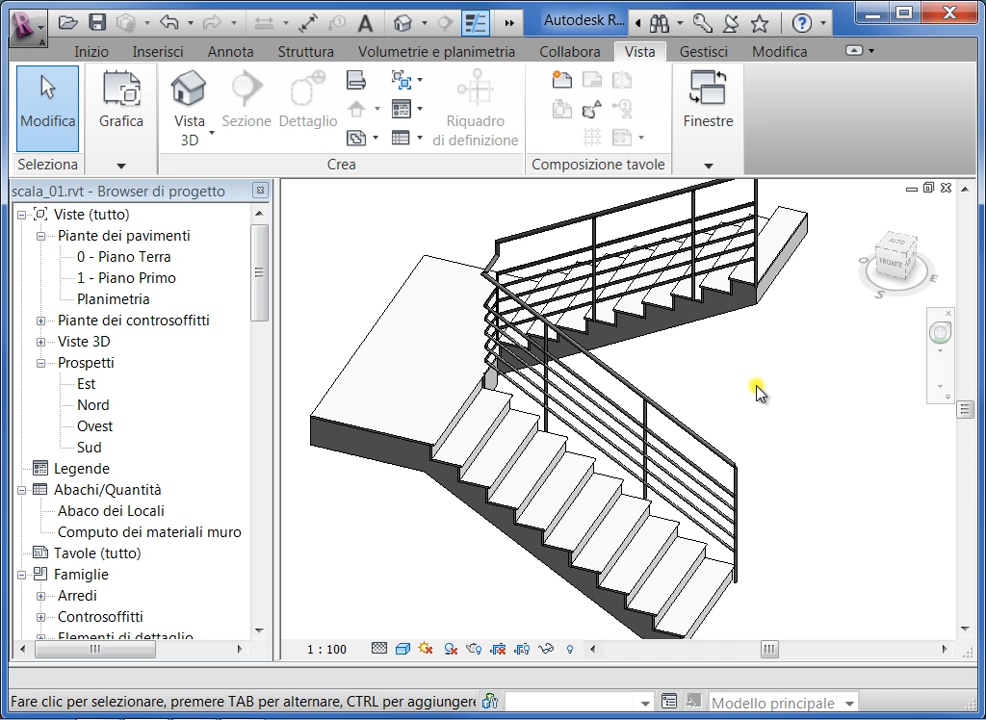 Autodesk R...
Inizio Inserisci Annota Struttura Volumetrie e planimetria Collabora Vista Gestisci Modifica
Modifica Grafica Vista 3D Sezione Dettaglio Riquadro di definizione Finestre
Seleziona Crea Composizione tavole
scala_01.rvt - Browser di progetto
Viste (tutto)
Piante dei pavimenti
0 - Piano Terra
1 - Piano Primo
Planimetria
Piante dei controsoffitti
Viste 3D
Prospetti
Est
Nord
Ovest
Sud
Legende
Abachi/Quantità
Abaco dei Locali
Computo dei materiali muro
Tavole (tutto)
Famiglie
Arredi
Controsoffitti
Elementi di dettaglio
ALTO
FRONTE
S
E
1 : 100
Fare clic per selezionare, premere TAB per alternare, CTRL per aggiungere
Modello principale